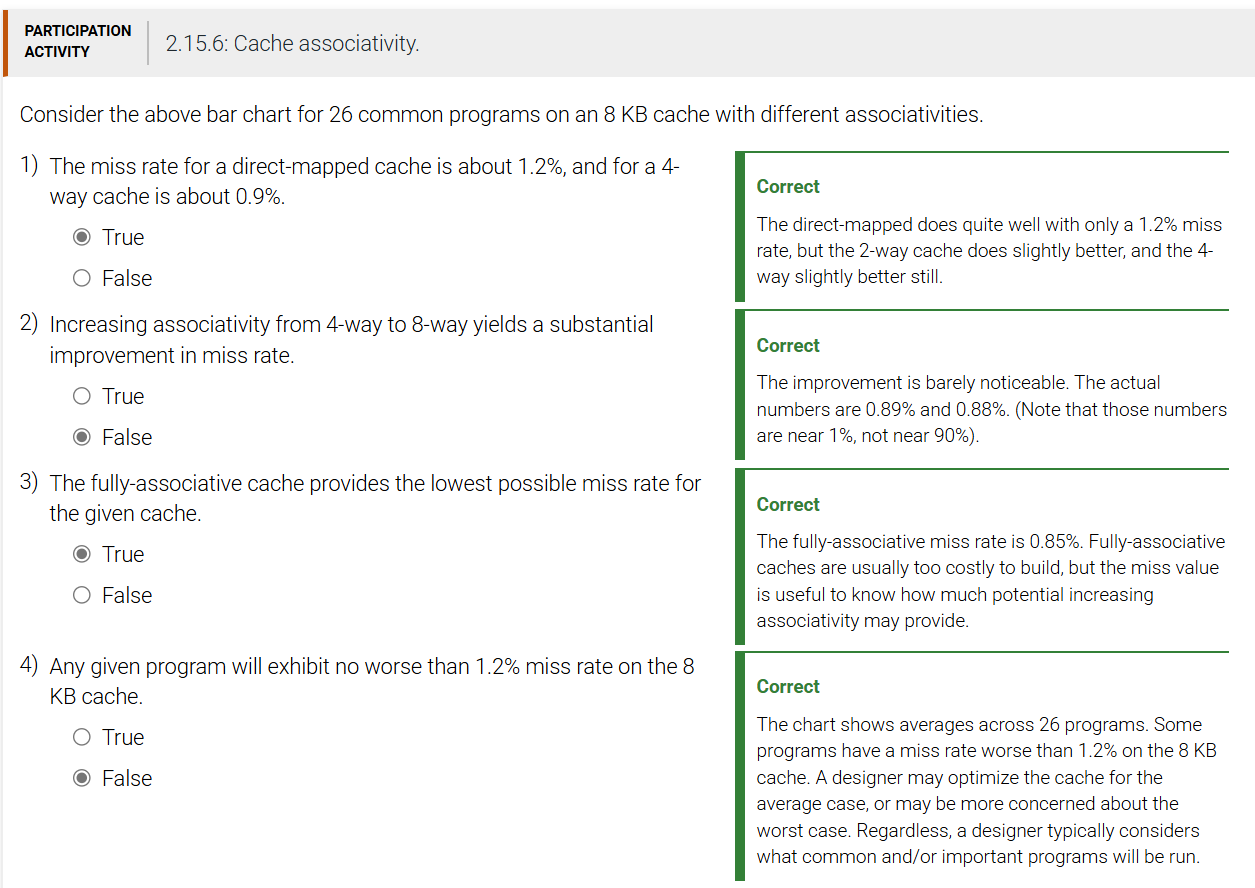 PARTICIPATION
ACTIVITY
2.15.6: Cache associativity.
Consider the above bar chart for 26 common programs on an 8 KB cache with different associativities.
1) The miss rate for a direct-mapped cache is about 1.2%, and for a 4-
way cache is about 0.9%.
True
False
Correct
The direct-mapped does quite well with only a 1.2% miss
rate, but the 2-way cache does slightly better, and the 4-
way slightly better still.
2) Increasing associativity from 4-way to 8-way yields a substantial
improvement in miss rate.
True
False
Correct
The improvement is barely noticeable. The actual
numbers are 0.89% and 0.88%. (Note that those numbers
are near 1%, not near 90%).
3) The fully-associative cache provides the lowest possible miss rate for
the given cache.
True
False
Correct
The fully-associative miss rate is 0.85%. Fully-associative
caches are usually too costly to build, but the miss value
is useful to know how much potential increasing
associativity may provide.
4) Any given program will exhibit no worse than 1.2% miss rate on the 8
KB cache.
True
False
Correct
The chart shows averages across 26 programs. Some
programs have a miss rate worse than 1.2% on the 8 KB
cache. A designer may optimize the cache for the
average case, or may be more concerned about the
worst case. Regardless, a designer typically considers
what common and/or important programs will be run.